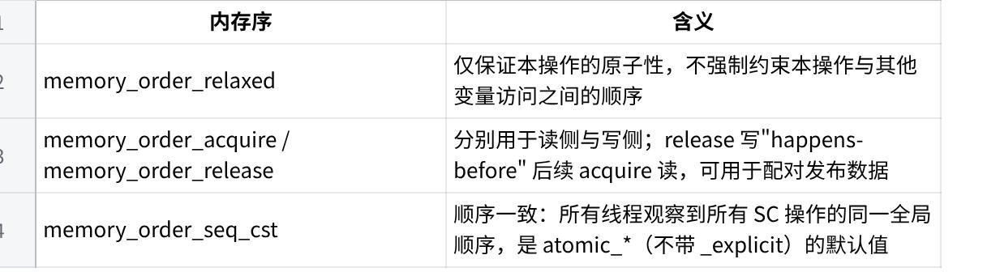 内存序
含义
memory_order_relaxed
仅保证本操作的原子性，不强制约束本操作与其他
变量访问之间的顺序
memory_order_acquire /
memory_order_release
分别用于读侧与写侧；release 写"happens-
before" 后续 acquire 读，可用于配对发布数据
memory_order_seq_cst
顺序一致：所有线程观察到所有 SC 操作的同一全局
顺序，是 atomic_*（不带 _explicit）的默认值